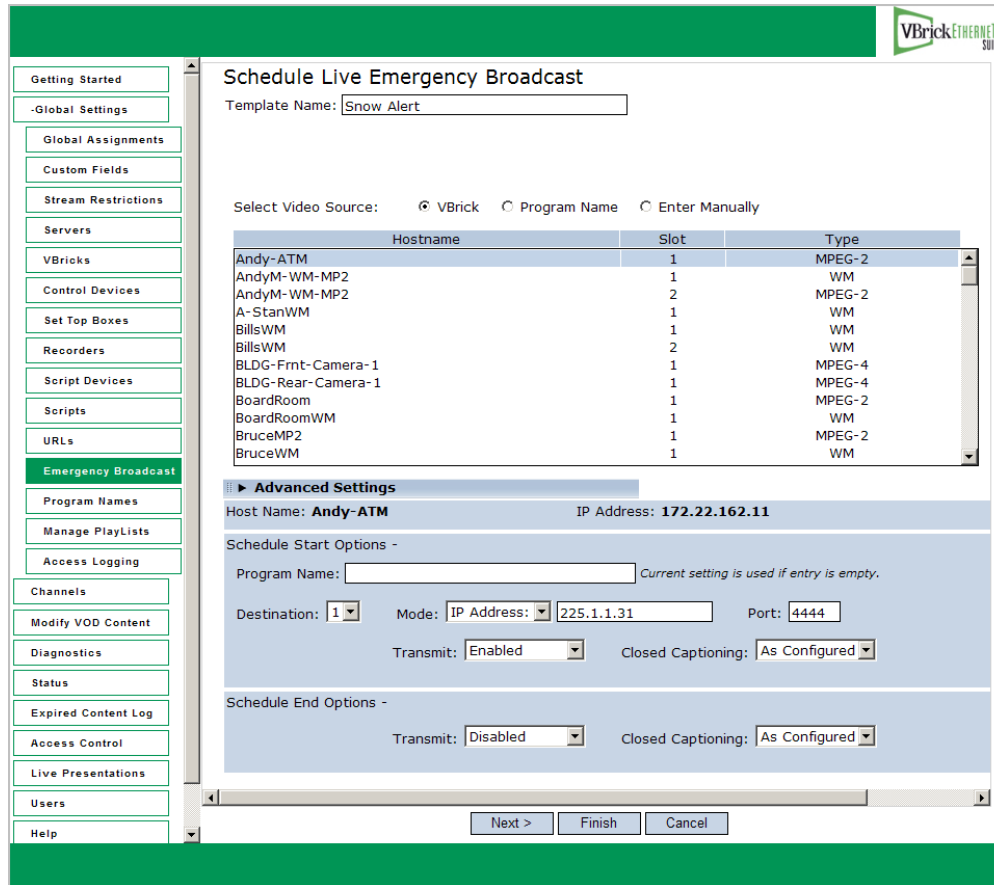 VBrick ETHERNET
SUI
Getting Started
-Global Settings
Global Assignments
Custom Fields
Stream Restrictions
Servers
VBricks
Control Devices
Set Top Boxes
Recorders
Script Devices
Scripts
URLs
Emergency Broadcast
Program Names
Manage PlayLists
Access Logging
Channels
Modify VOD Content
Diagnostics
Status
Expired Content Log
Access Control
Live Presentations
Users
Help
Schedule Live Emergency Broadcast
Template Name: Snow Alert
Select Video Source: VBrick Program Name Enter Manually
Hostname Slot Type
Andy-ATM 1 MPEG-2
AndyM-WM-MP2 1 WM
AndyM-WM-MP2 2 MPEG-2
A-StanWM 1 WM
BillsWM 1 WM
BillsWM 2 WM
BLDG-Frnt-Camera-1 1 MPEG-4
BLDG-Rear-Camera-1 1 MPEG-4
BoardRoom 1 MPEG-2
BoardRoomWM 1 WM
BruceMP2 1 MPEG-2
BruceWM 1 WM
Advanced Settings
Host Name: Andy-ATM IP Address: 172.22.162.11
Schedule Start Options -
Program Name: Current setting is used if entry is empty.
Destination: 1 Mode: IP Address: 225.1.1.31 Port: 4444
Transmit: Enabled Closed Captioning: As Configured
Schedule End Options -
Transmit: Disabled Closed Captioning: As Configured
Next > Finish Cancel